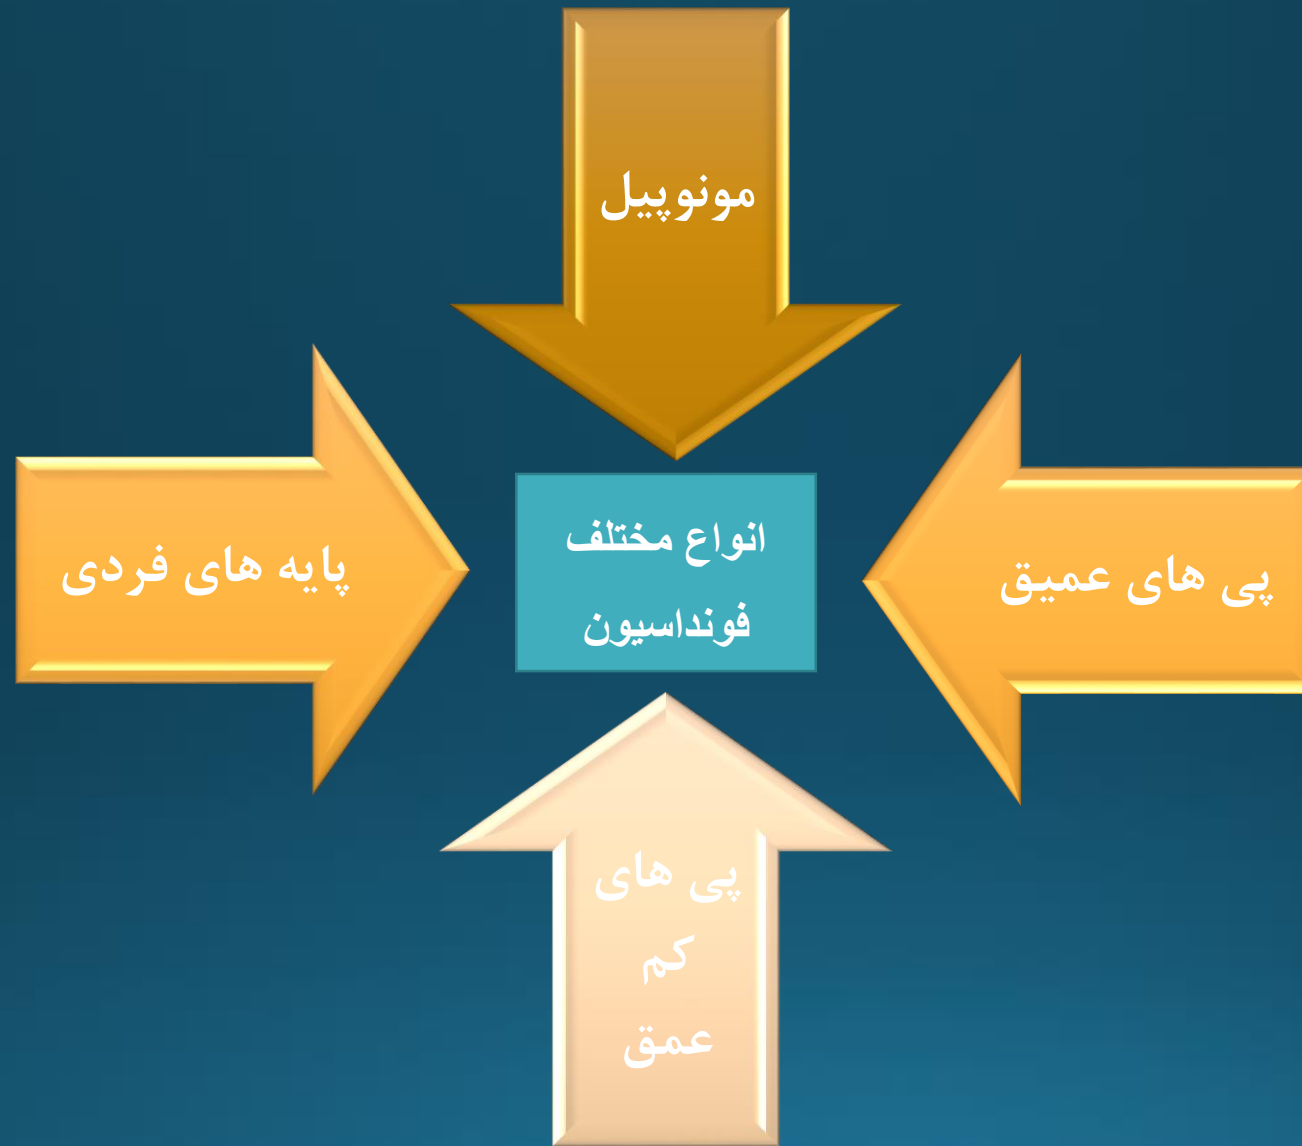 مونوپیل
انواع مختلف
فونداسیون
پی های عمیق
پایه های فردی
پی های
کم
عمق